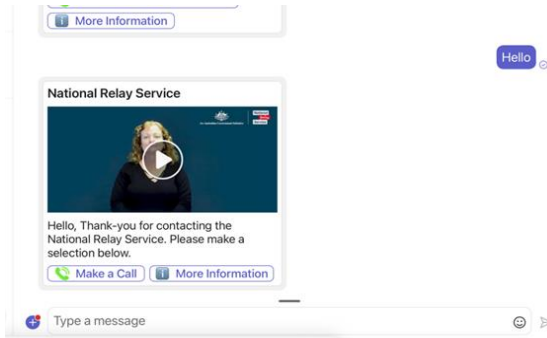 More Information
Hello
National Relay Service
Hello, Thank-you for contacting the
National Relay Service. Please make a
selection below.
Make a Call
More Information
Type a message